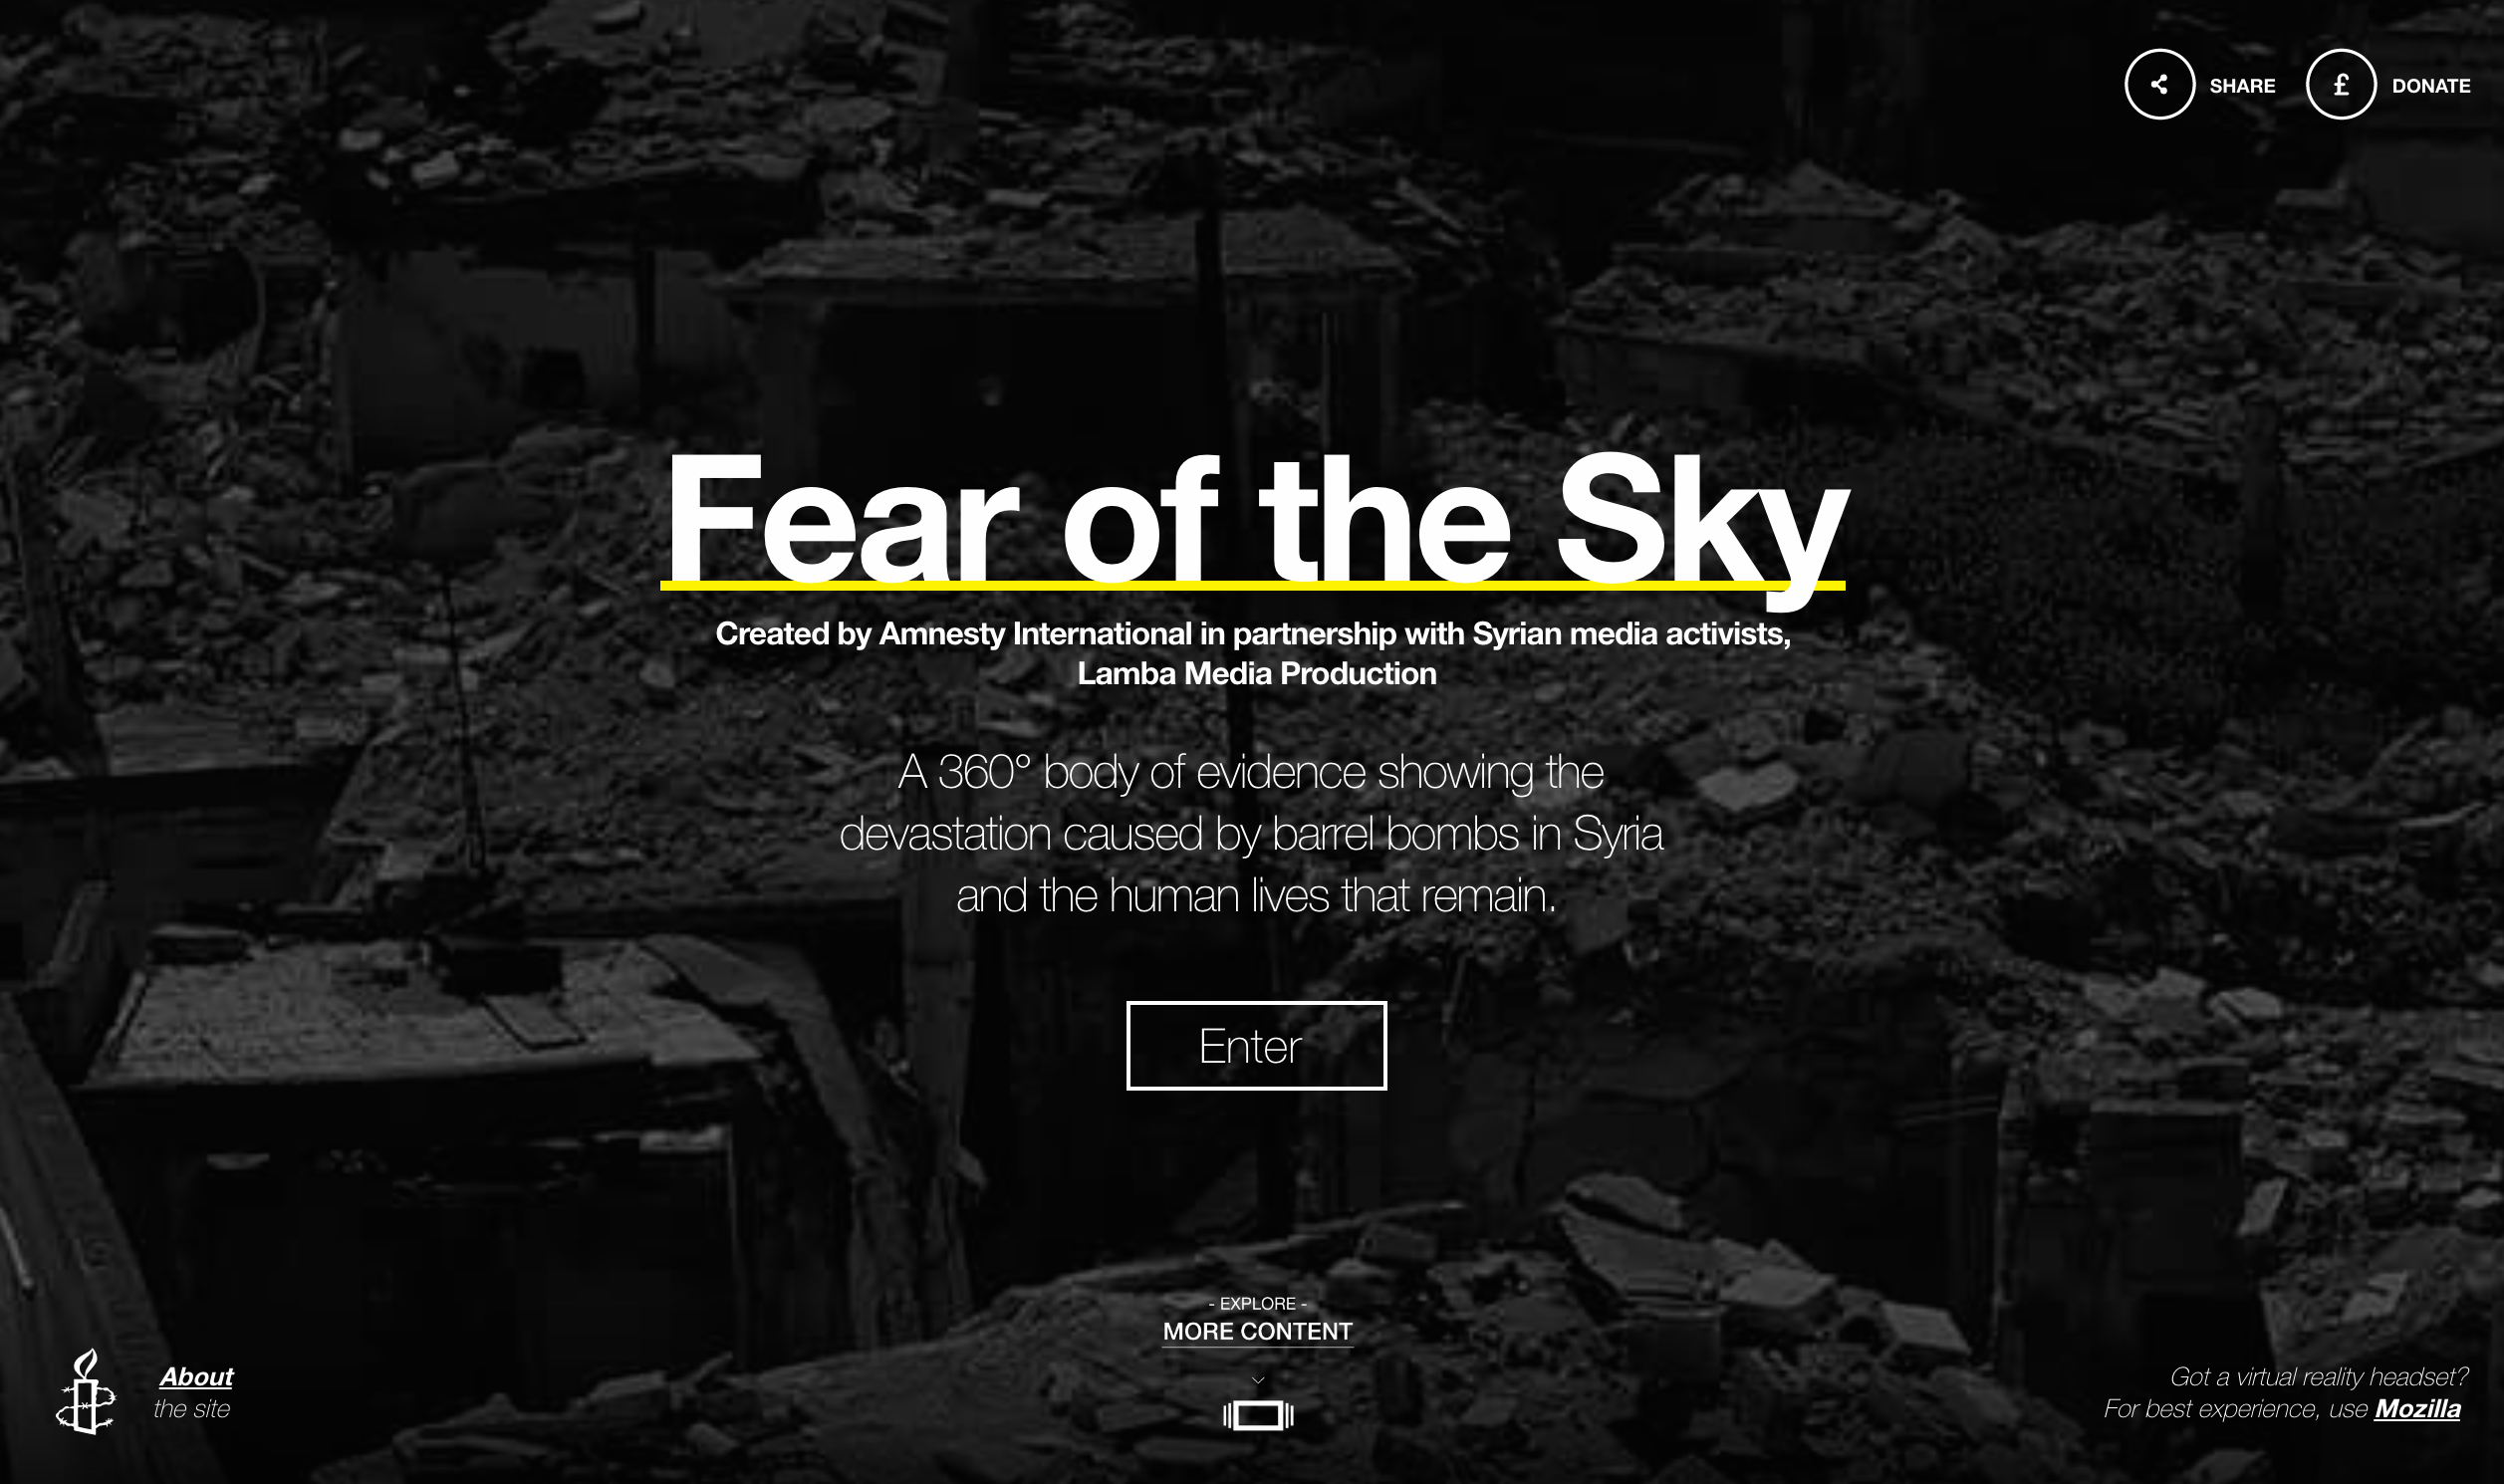 SHARE
£
DONATE
Fear of the Sky
Created by Amnesty International in partnership with Syrian media activists,
Lamba Media Production
A 360° body of evidence showing the
devastation caused by barrel bombs in Syria
and the human lives that remain.
Enter
- EXPLORE -
MORE CONTENT
About
the site
Got a virtual reality headset?
For best experience, use Mozilla